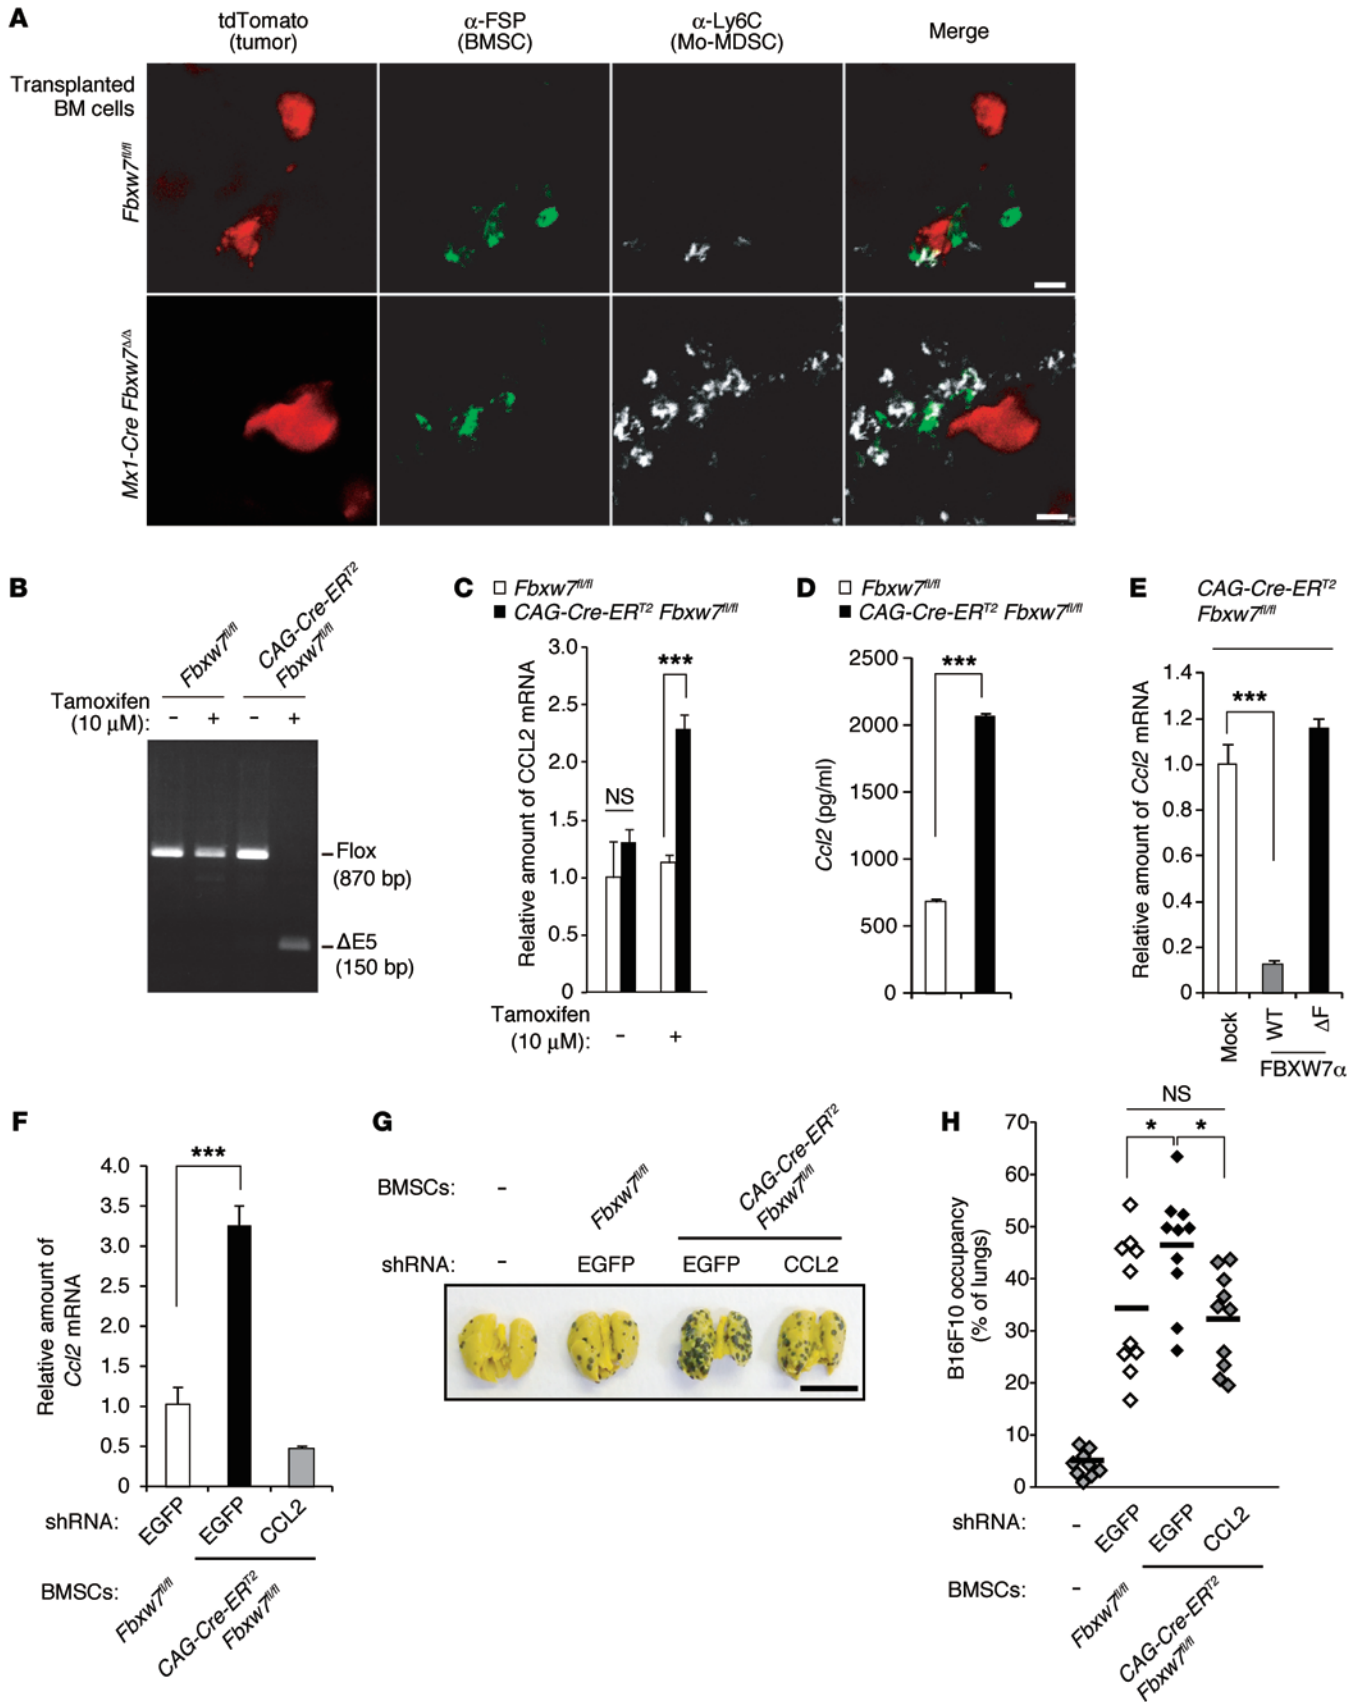 A
tdTomato
(tumor)
α-FSP
(BMSC)
α-Ly6C
(Mo-MDSC)
Merge
Transplanted
BM cells
Fbxw7fl/fl
Mx1-Cre Fbxw7Δ/Δ
B
Fbxw7fl/fl
CAG-Cre-ERT2
Fbxw7fl/fl
Tamoxifen
(10 μM):
- + - +
Flox
(870 bp)
ΔE5
(150 bp)
C
Fbxw7fl/fl
CAG-Cre-ERT2 Fbxw7fl/fl
Relative amount of CCL2 mRNA
3.0
2.5
2.0
1.5
1.0
0.5
0
NS
***
Tamoxifen
(10 μM):
- +
D
Fbxw7fl/fl
CAG-Cre-ERT2 Fbxw7fl/fl
Ccl2 (pg/ml)
2500
2000
1500
1000
500
0
***
E
CAG-Cre-ERT2
Fbxw7fl/fl
Relative amount of Ccl2 mRNA
1.4
1.2
1.0
0.8
0.6
0.4
0.2
0
***
Mock
WT
ΔF
FBXW7α
F
Relative amount of
Ccl2 mRNA
4.0
3.5
3.0
2.5
2.0
1.5
1.0
0.5
0
***
shRNA:
EGFP
EGFP
CCL2
BMSCs:
Fbxw7fl/fl
CAG-Cre-ERT2
Fbxw7fl/fl
G
BMSCs:
-
Fbxw7fl/fl
CAG-Cre-ERT2
Fbxw7fl/fl
shRNA:
- EGFP EGFP CCL2
H
B16F10 occupancy
(% of lungs)
70
60
50
40
30
20
10
0
NS
* *
shRNA:
-
EGFP
EGFP
CCL2
BMSCs:
-
Fbxw7fl/fl
CAG-Cre-ERT2
Fbxw7fl/fl